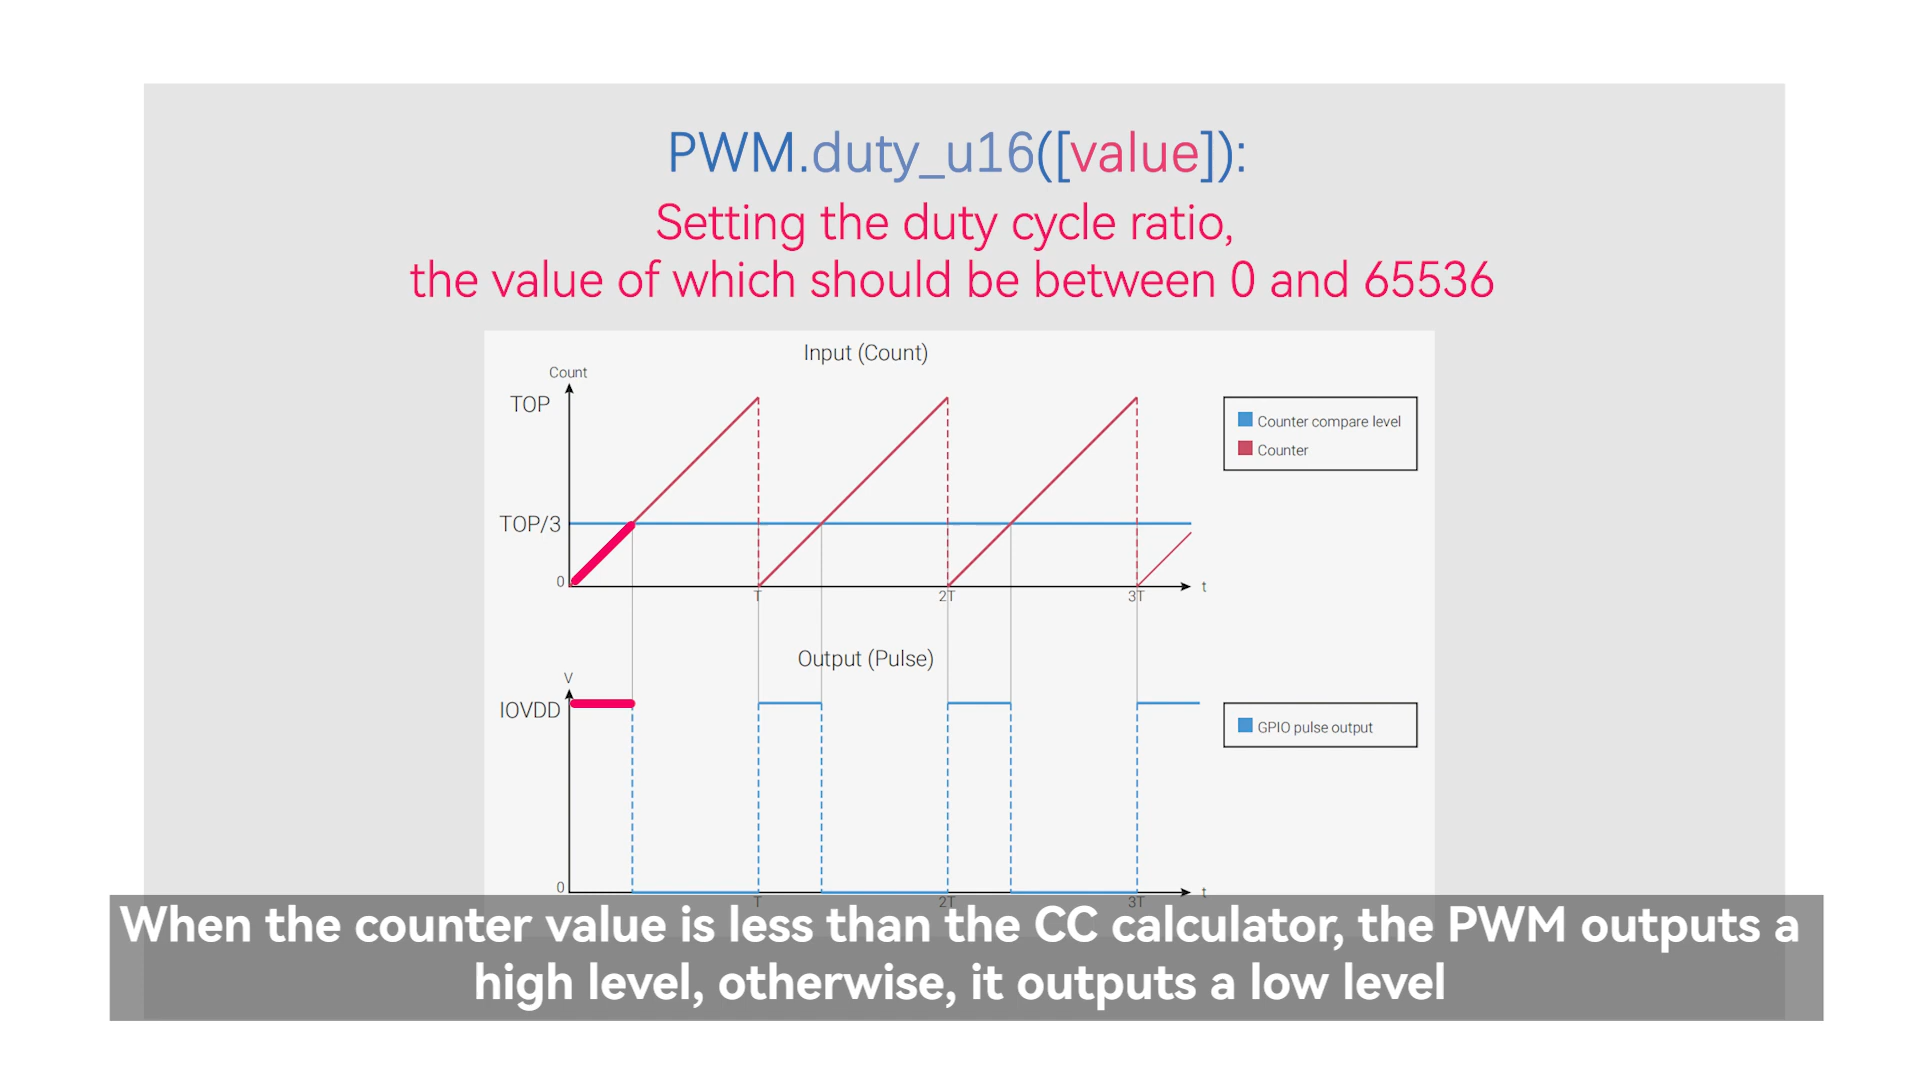 PWM.duty_u16([value]):
Setting the duty cycle ratio,
the value of which should be between 0 and 65536
Input (Count)
Count
TOP
Counter compare level
Counter
TOP/3
0
T
2T
3T
t
Output (Pulse)
V
IOVDD
GPIO pulse output
0
t
T
2T
3T
When the counter value is less than the CC calculator, the PWM outputs a
high level, otherwise, it outputs a low level